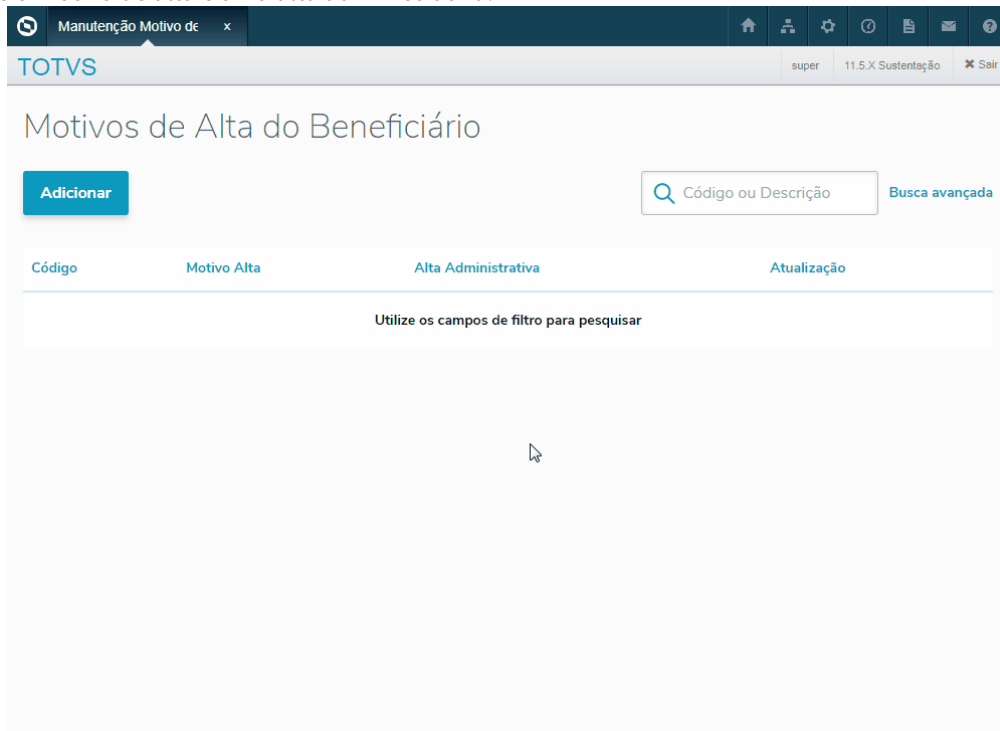 Manutenção Motivo de x
TOTVS super 11.5.X Sustentação ✖ Sair
Motivos de Alta do Beneficiário
Adicionar Código ou Descrição Busca avançada
Código Motivo Alta Alta Administrativa Atualização
Utilize os campos de filtro para pesquisar